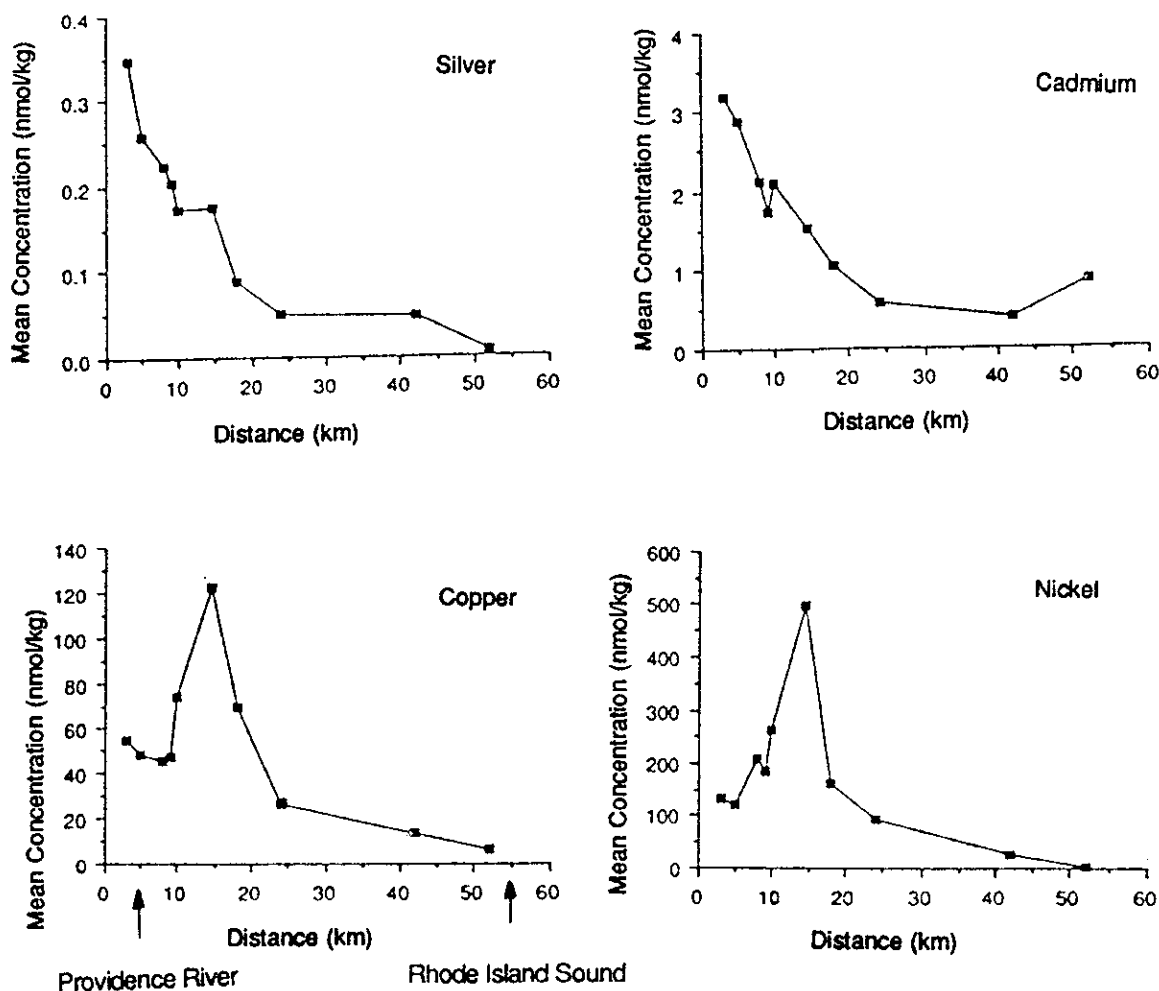 Silver
Mean Concentration (nmol/kg)
0.4
0.3
0.2
0.1
0.0
0 10 20 30 40 50 60
Distance (km)
Cadmium
Mean Concentration (nmol/kg)
4
3
2
1
0
0 10 20 30 40 50 60
Distance (km)
Copper
Mean Concentration (nmol/kg)
140
120
100
80
60
40
20
0
0 10 20 30 40 50 60
Distance (km)
Providence River
Rhode Island Sound
Nickel
Mean Concentration (nmol/kg)
600
500
400
300
200
100
0
0 10 20 30 40 50 60
Distance (km)